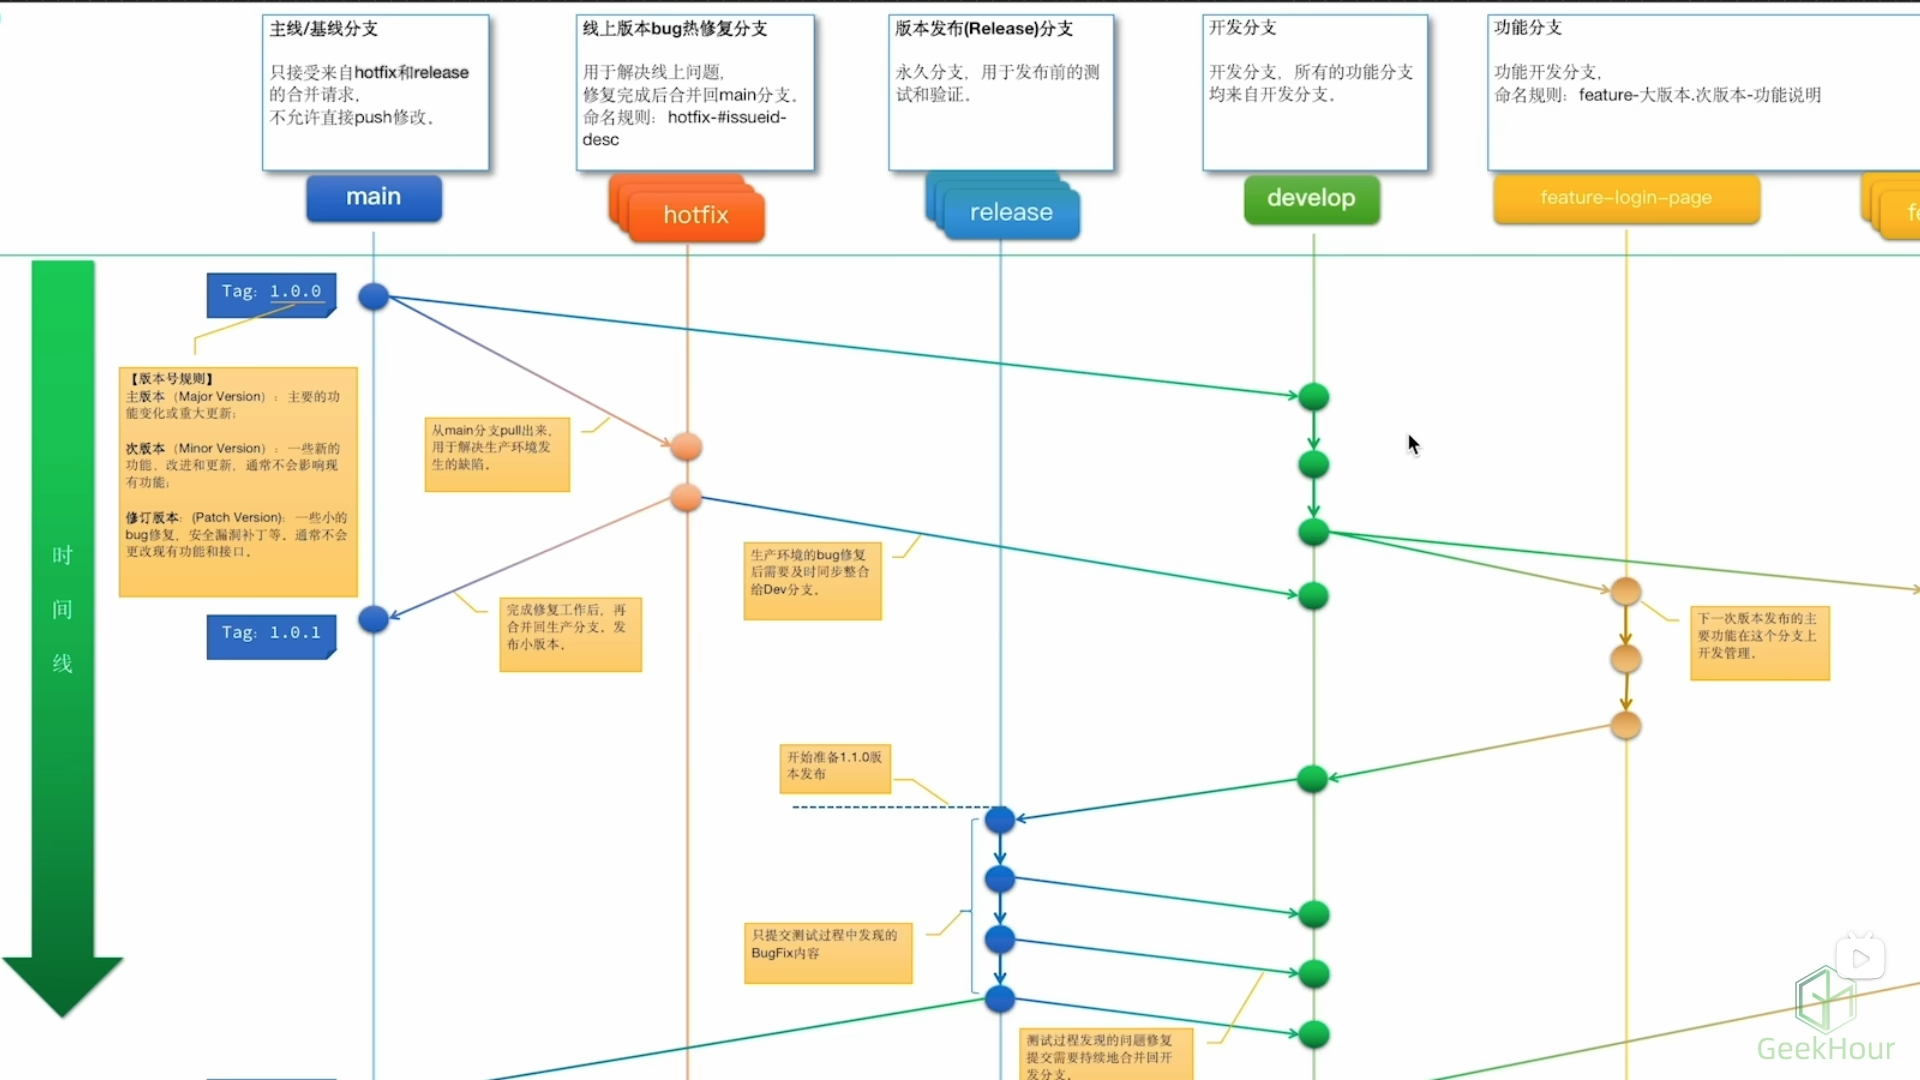 主线/基线分支
只接受来自hotfix和release
的合并请求，
不允许直接push修改。
线上版本bug热修复分支
用于解决线上问题，
修复完成后合并回main分支。
命名规则：hotfix-#issueid-
desc
版本发布(Release)分支
永久分支，用于发布前的测
试和验证。
开发分支
开发分支，所有的功能分支
均来自开发分支。
功能分支
功能开发分支，
命名规则：feature-大版本.次版本-功能说明
main
hotfix
release
develop
feature-login-page
fe
Tag: 1.0.0
【版本号规则】
主版本（Major Version）：主要的功
能变化或重大更新；
次版本（Minor Version）：一些新的
功能、改进和更新，通常不会影响现
有功能；
修订版本：(Patch Version)：一些小的
bug修复，安全漏洞补丁等。通常不会
更改现有功能和接口。
从main分支pull出来，
用于解决生产环境发
生的缺陷。
生产环境的bug修复
后需要及时同步整合
给Dev分支。
完成修复工作后，再
合并回生产分支。发
布小版本。
Tag: 1.0.1
下一次版本发布的主
要功能在这个分支上
开发管理。
时
间
线
开始准备1.1.0版
本发布
只提交测试过程中发现的
BugFix内容
测试过程发现的问题修复
提交需要持续地合并回开
发分支。
GeekHour